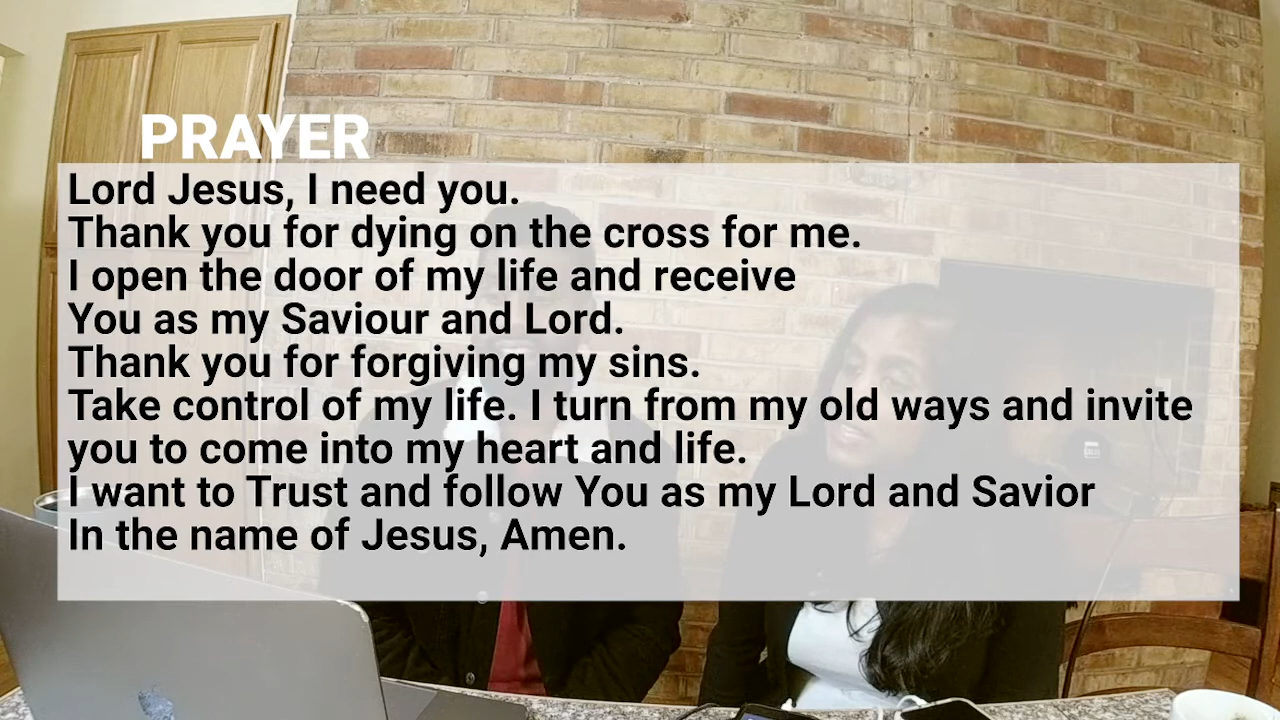 PRAYER
Lord Jesus, I need you.
Thank you for dying on the cross for me.
I open the door of my life and receive
You as my Saviour and Lord.
Thank you for forgiving my sins.
Take control of my life. I turn from my old ways and invite
you to come into my heart and life.
I want to Trust and follow You as my Lord and Savior
In the name of Jesus, Amen.